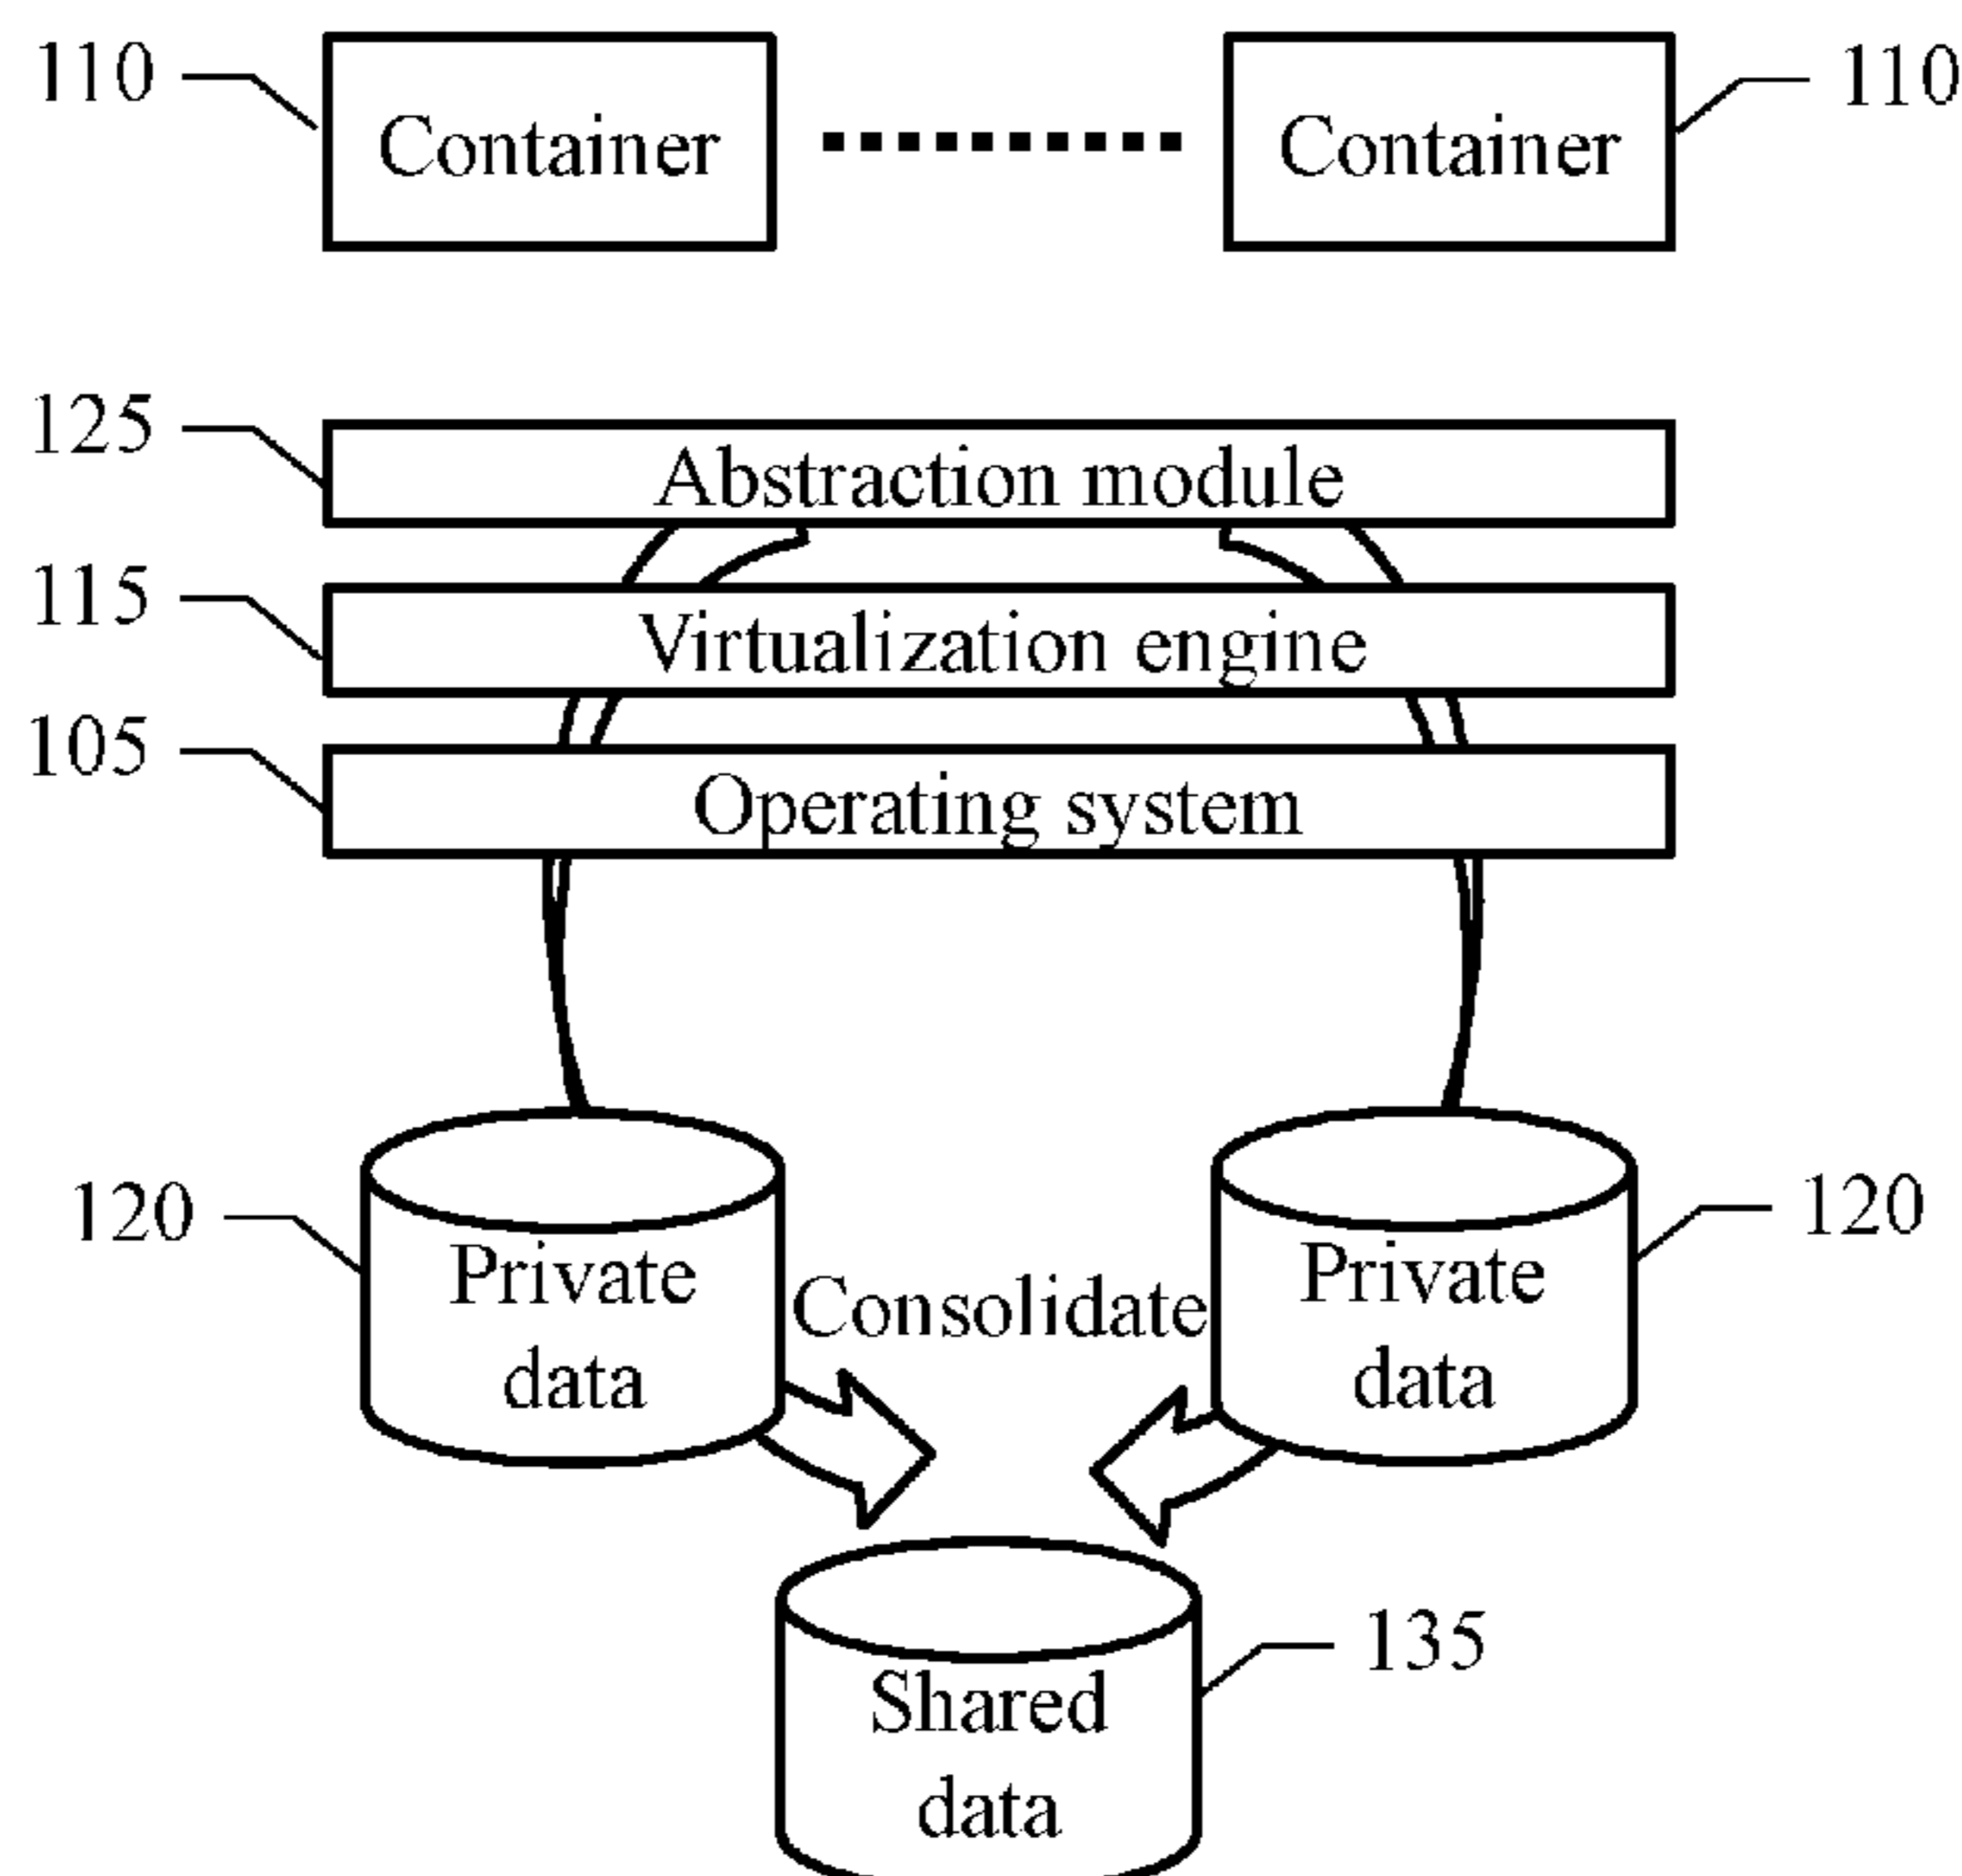 110
Container
Container
110
125
Abstraction module
115
Virtualization engine
105
Operating system
120
Private
data
Consolidate
Private
data
120
Shared
data
135